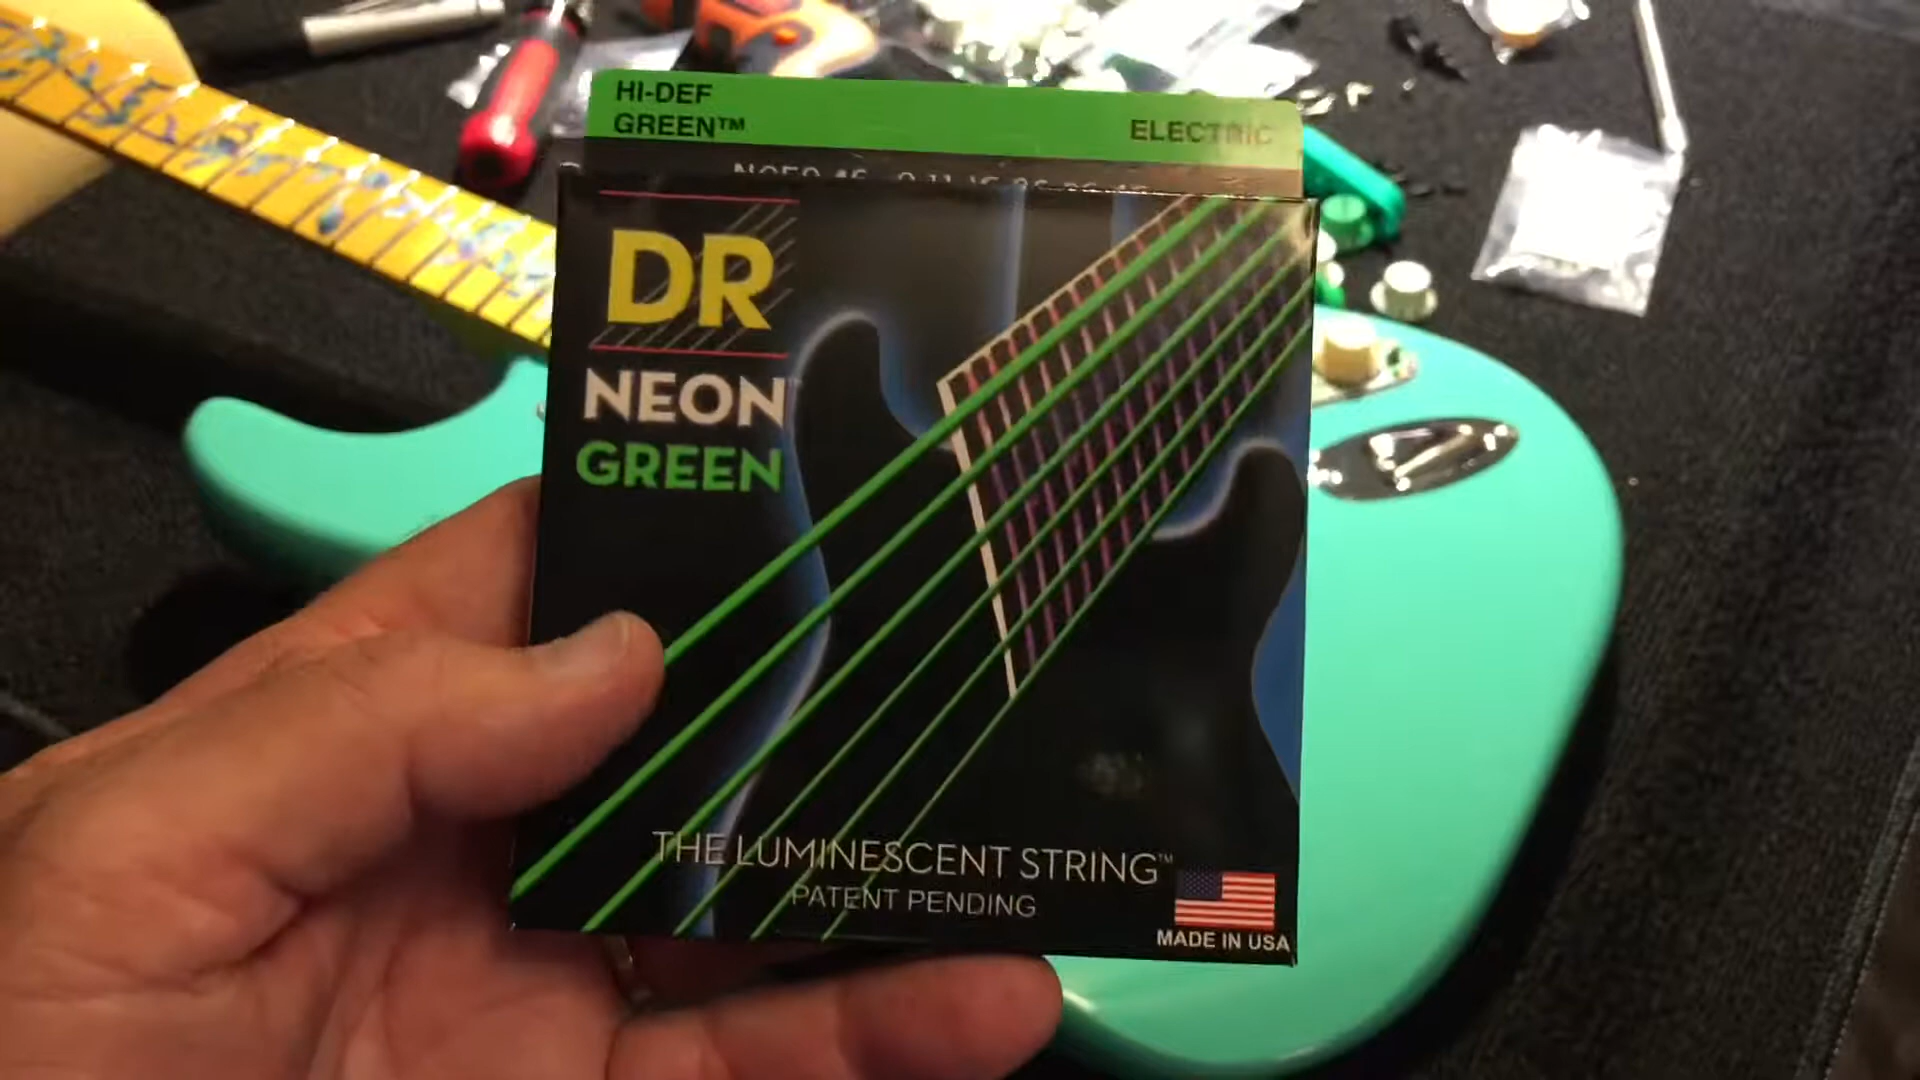 HI-DEF
GREEN™
ELECTRIC
DR
NEON
GREEN
THE LUMINESCENT STRING™
PATENT PENDING
MADE IN USA